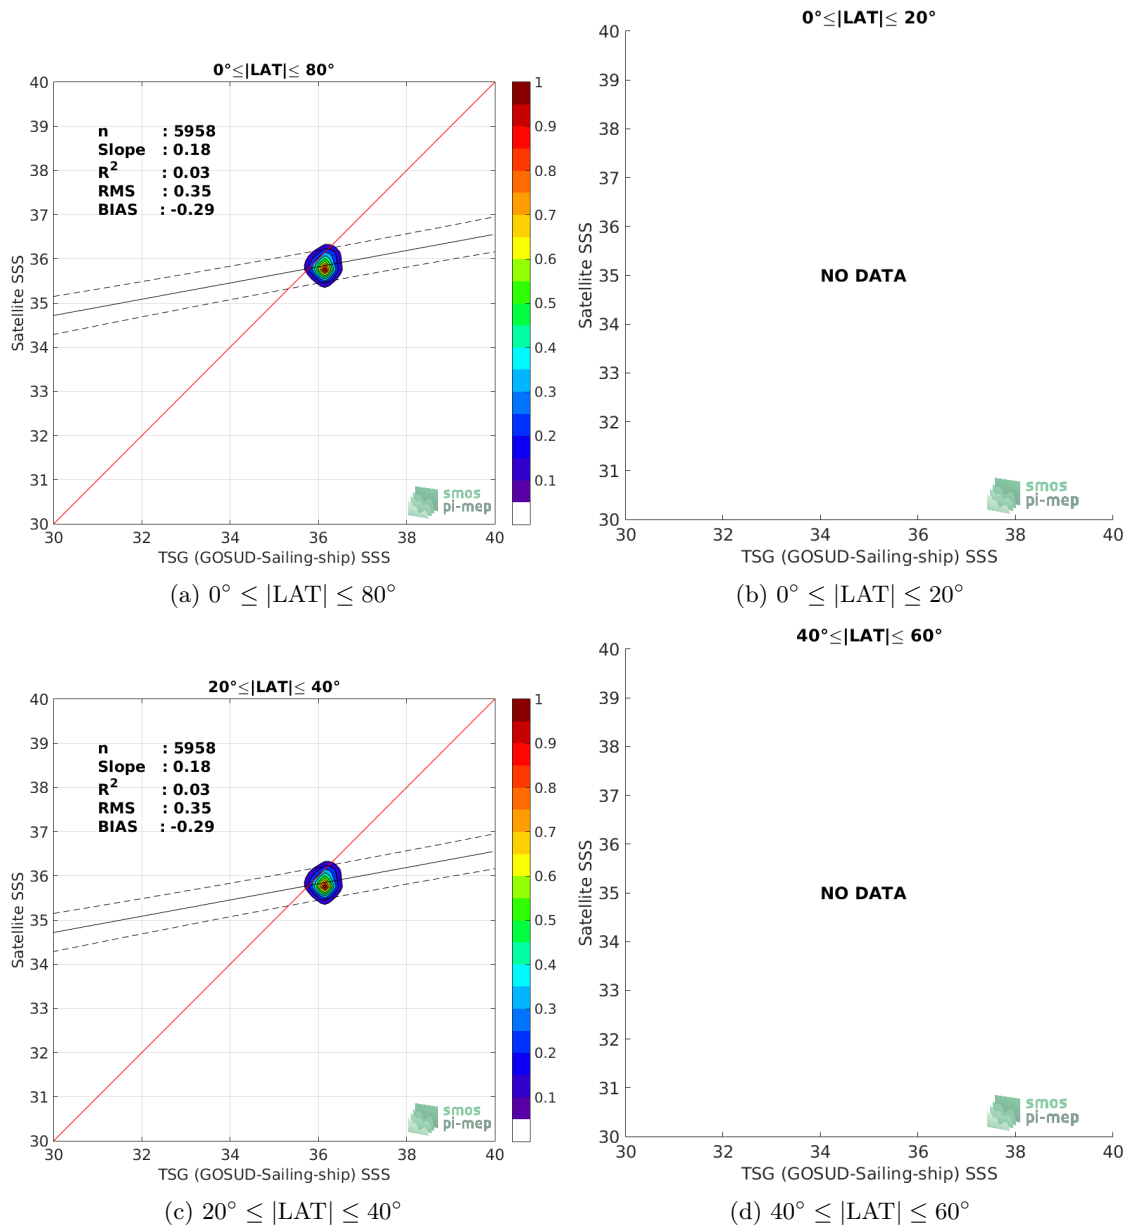 0°≤|LAT|≤ 80°
40
39
38
37
36
35
34
33
32
31
30
Satellite SSS
n : 5958
Slope : 0.18
R² : 0.03
RMS : 0.35
BIAS : -0.29
smos
pi-mep
30 32 34 36 38 40
TSG (GOSUD-Sailing-ship) SSS
1
0.9
0.8
0.7
0.6
0.5
0.4
0.3
0.2
0.1
(a) 0° ≤ |LAT| ≤ 80°
0°≤|LAT|≤ 20°
40
39
38
37
36
35
34
33
32
31
30
Satellite SSS
NO DATA
smos
pi-mep
30 32 34 36 38 40
TSG (GOSUD-Sailing-ship) SSS
(b) 0° ≤ |LAT| ≤ 20°
20°≤|LAT|≤ 40°
40
39
38
37
36
35
34
33
32
31
30
Satellite SSS
n : 5958
Slope : 0.18
R² : 0.03
RMS : 0.35
BIAS : -0.29
smos
pi-mep
30 32 34 36 38 40
TSG (GOSUD-Sailing-ship) SSS
1
0.9
0.8
0.7
0.6
0.5
0.4
0.3
0.2
0.1
(c) 20° ≤ |LAT| ≤ 40°
40°≤|LAT|≤ 60°
40
39
38
37
36
35
34
33
32
31
30
Satellite SSS
NO DATA
smos
pi-mep
30 32 34 36 38 40
TSG (GOSUD-Sailing-ship) SSS
(d) 40° ≤ |LAT| ≤ 60°